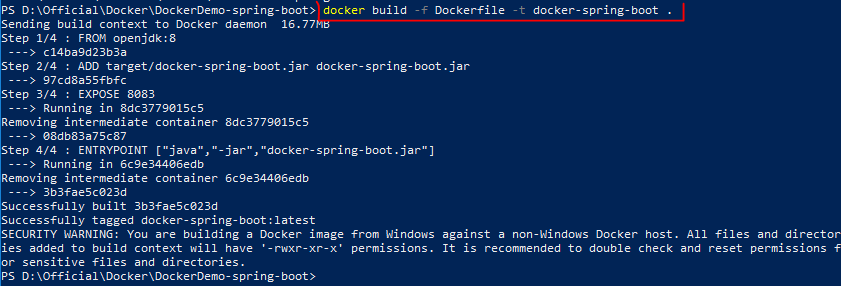 PS D:\Official\Docker\DockerDemo-spring-boot> docker build -f Dockerfile -t docker-spring-boot .
Sending build context to Docker daemon  16.77MB
Step 1/4 : FROM openjdk:8
 ---> c14ba9d23b3a
Step 2/4 : ADD target/docker-spring-boot.jar docker-spring-boot.jar
 ---> 97cd8a55fbfc
Step 3/4 : EXPOSE 8083
 ---> Running in 8dc3779015c5
Removing intermediate container 8dc3779015c5
 ---> 08db83a75c87
Step 4/4 : ENTRYPOINT ["java","-jar","docker-spring-boot.jar"]
 ---> Running in 6c9e34406edb
Removing intermediate container 6c9e34406edb
 ---> 3b3fae5c023d
Successfully built 3b3fae5c023d
Successfully tagged docker-spring-boot:latest
SECURITY WARNING: You are building a Docker image from Windows against a non-Windows Docker host. All files and director
ies added to build context will have '-rwxr-xr-x' permissions. It is recommended to double check and reset permissions f
or sensitive files and directories.
PS D:\Official\Docker\DockerDemo-spring-boot>